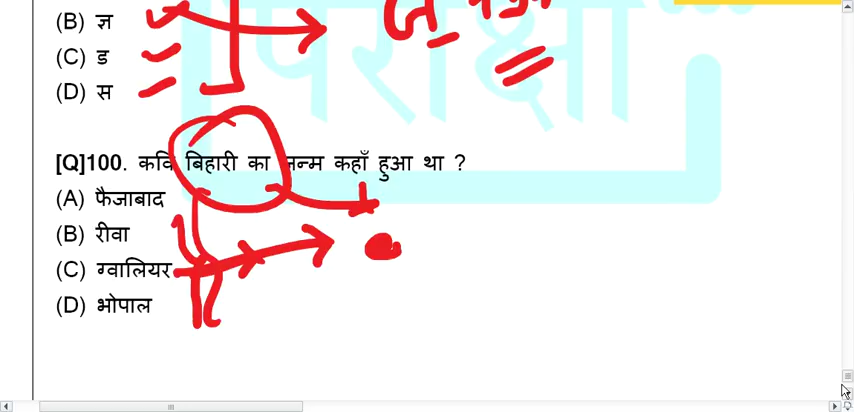 (B) ज्ञ
(C) ड
(D) स
[Q]100. कवि बिहारी का जन्म कहाँ हुआ था ?
(A) फैजाबाद
(B) रीवा
(C) ग्वालियर
(D) भोपाल